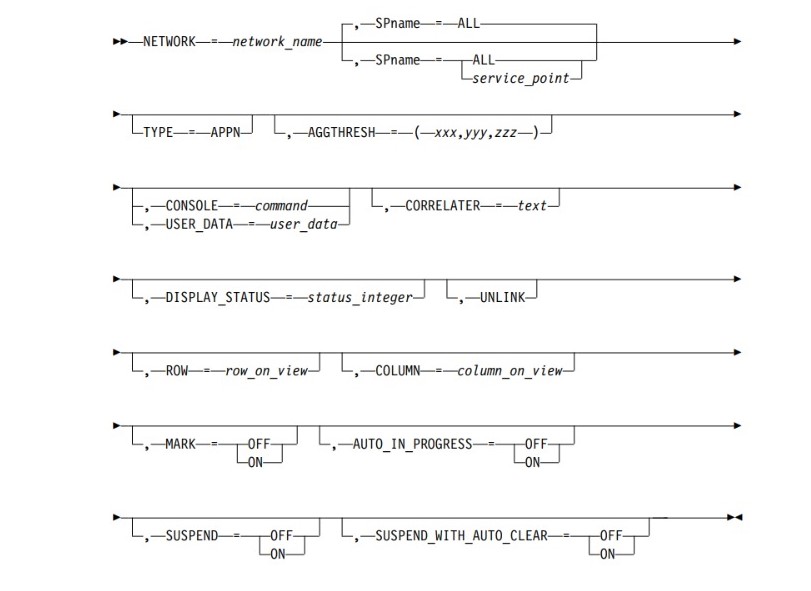 , SPname = ALL
NETWORK = network_name
, SPname = ALL
service_point
TYPE = APPN , AGGTHRESH = ( xxx,yyy,zzz )
, CONSOLE = command , CORRELATER = text
, USER_DATA = user_data
, DISPLAY_STATUS = status_integer , UNLINK
, ROW = row_on_view , COLUMN = column_on_view
, MARK = OFF , AUTO_IN_PROGRESS = OFF
ON ON
, SUSPEND = OFF , SUSPEND_WITH_AUTO_CLEAR = OFF
ON ON